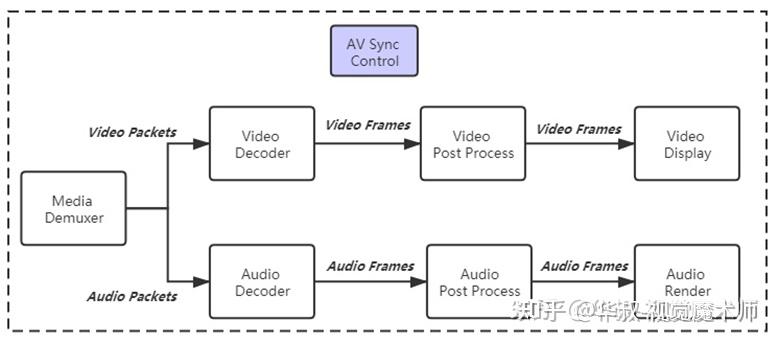 AV Sync
Control
Video Packets
Video
Decoder
Video Frames
Video
Post Process
Video Frames
Video
Display
Media
Demuxer
Audio Packets
Audio
Decoder
Audio Frames
Audio
Post Process
Audio Frames
Audio
Render
知乎 @华叔-视觉魔术师